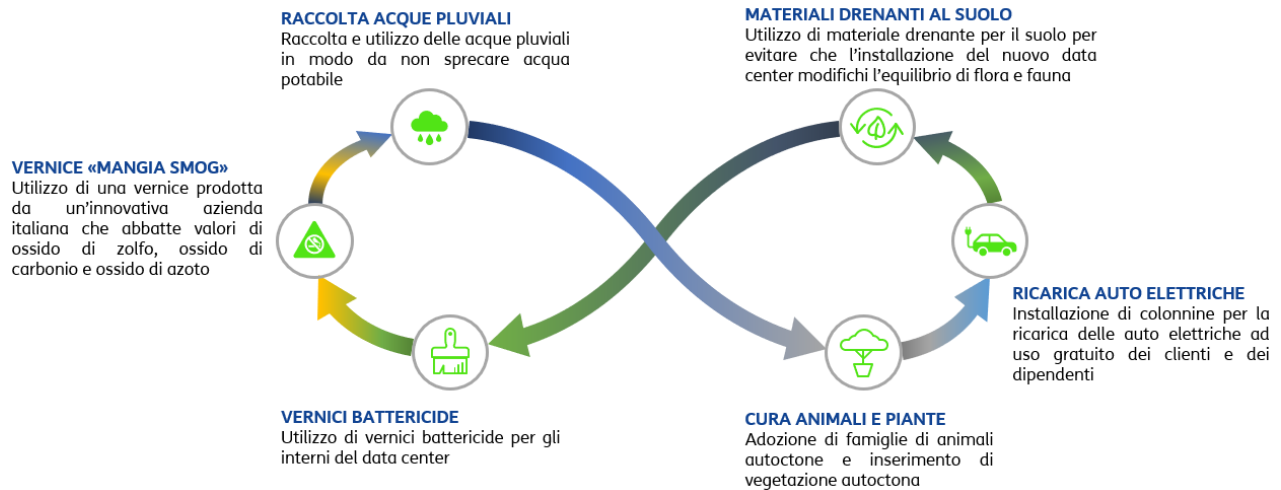 RACCOLTA ACQUE PLUVIALI
Raccolta e utilizzo delle acque pluviali
in modo da non sprecare acqua
potabile
MATERIALI DRENANTI AL SUOLO
Utilizzo di materiale drenante per il suolo per
evitare che l'installazione del nuovo data
center modifichi l'equilibrio di flora e fauna
VERNICE «MANGIA SMOG»
Utilizzo di una vernice prodotta
da un'innovativa azienda
italiana che abbatte valori di
ossido di zolfo, ossido di
carbonio e ossido di azoto
RICARICA AUTO ELETTRICHE
Installazione di colonnine per la
ricarica delle auto elettriche ad
uso gratuito dei clienti e dei
dipendenti
VERNICI BATTERICIDE
Utilizzo di vernici battericide per gli
interni del data center
CURA ANIMALI E PIANTE
Adozione di famiglie di animali
autoctone e inserimento di
vegetazione autoctona